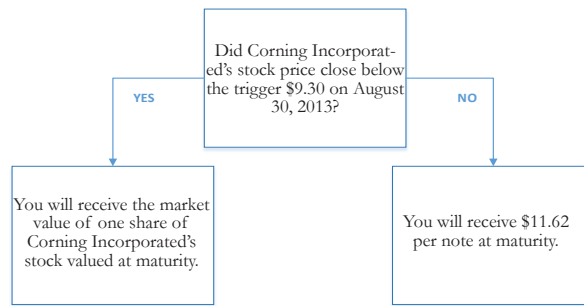 Did Corning Incorporat-
ed's stock price close below
the trigger $9.30 on August
30, 2013?
YES
NO
You will receive the market
value of one share of
Corning Incorporated's
stock valued at maturity.
You will receive $11.62
per note at maturity.